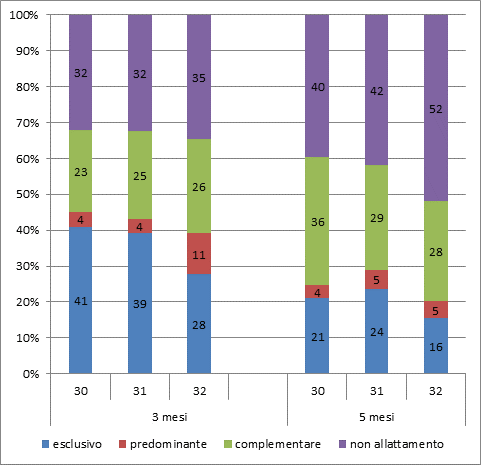 100%
90%
80%
70%
60%
50%
40%
30%
20%
10%
0%
32 32 35 40 42 52
23 25 26 36 29 28
4 4 11 4 5 5
41 39 28 21 24 16
30 31 32 30 31 32
3 mesi 5 mesi
esclusivo predominante complementare non allattamento